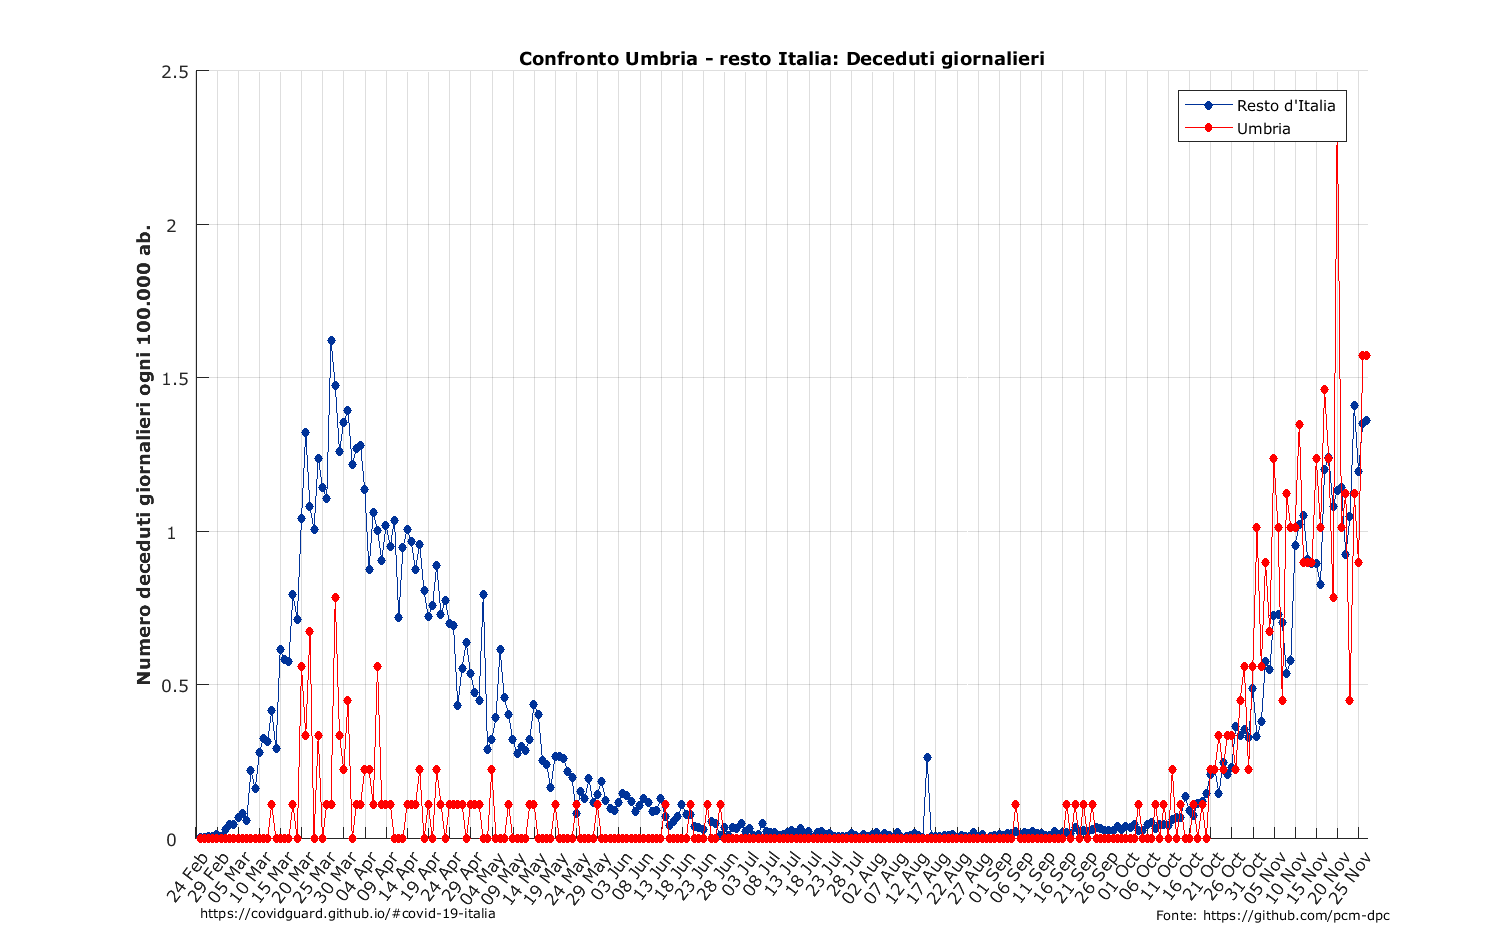 Confronto Umbria - resto Italia: Deceduti giornalieri
Resto d'Italia
Umbria
Numero deceduti giornalieri ogni 100.000 ab.
2.5
2
1.5
1
0.5
0
24 Feb
29 Feb
05 Mar
10 Mar
15 Mar
20 Mar
25 Mar
30 Mar
04 Apr
09 Apr
14 Apr
19 Apr
24 Apr
29 Apr
04 May
09 May
14 May
19 May
24 May
29 May
03 Jun
08 Jun
13 Jun
18 Jun
23 Jun
28 Jun
03 Jul
08 Jul
13 Jul
18 Jul
23 Jul
28 Jul
02 Aug
07 Aug
12 Aug
17 Aug
22 Aug
27 Aug
01 Sep
06 Sep
11 Sep
16 Sep
21 Sep
26 Sep
01 Oct
06 Oct
11 Oct
16 Oct
21 Oct
26 Oct
31 Oct
05 Nov
10 Nov
15 Nov
20 Nov
25 Nov
https://covidguard.github.io/#covid-19-italia
Fonte: https://github.com/pcm-dpc